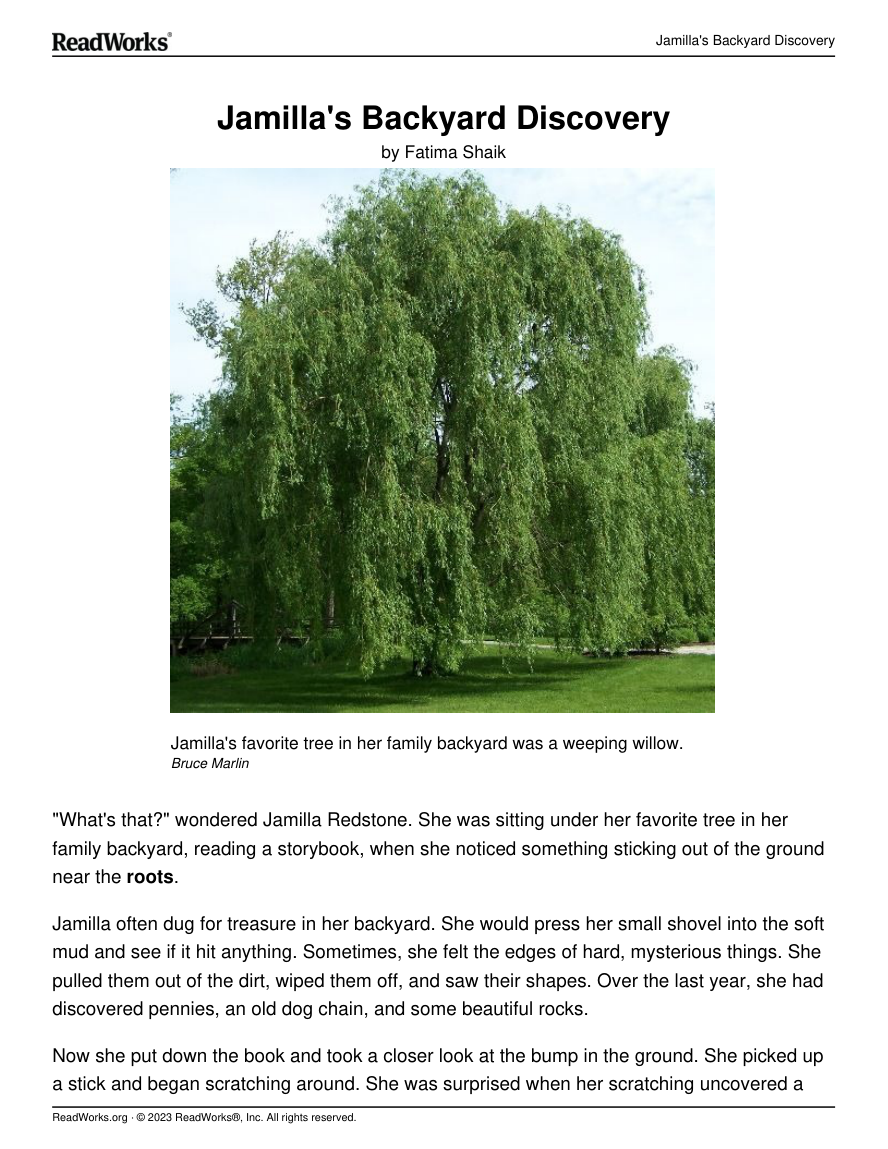 ReadWorks®
Jamilla's Backyard Discovery
Jamilla's Backyard Discovery
by Fatima Shaik
Jamilla's favorite tree in her family backyard was a weeping willow.
Bruce Marlin
"What's that?" wondered Jamilla Redstone. She was sitting under her favorite tree in her
family backyard, reading a storybook, when she noticed something sticking out of the ground
near the roots.
Jamilla often dug for treasure in her backyard. She would press her small shovel into the soft
mud and see if it hit anything. Sometimes, she felt the edges of hard, mysterious things. She
pulled them out of the dirt, wiped them off, and saw their shapes. Over the last year, she had
discovered pennies, an old dog chain, and some beautiful rocks.
Now she put down the book and took a closer look at the bump in the ground. She picked up
a stick and began scratching around. She was surprised when her scratching uncovered a
ReadWorks.org · © 2023 ReadWorks®, Inc. All rights reserved.